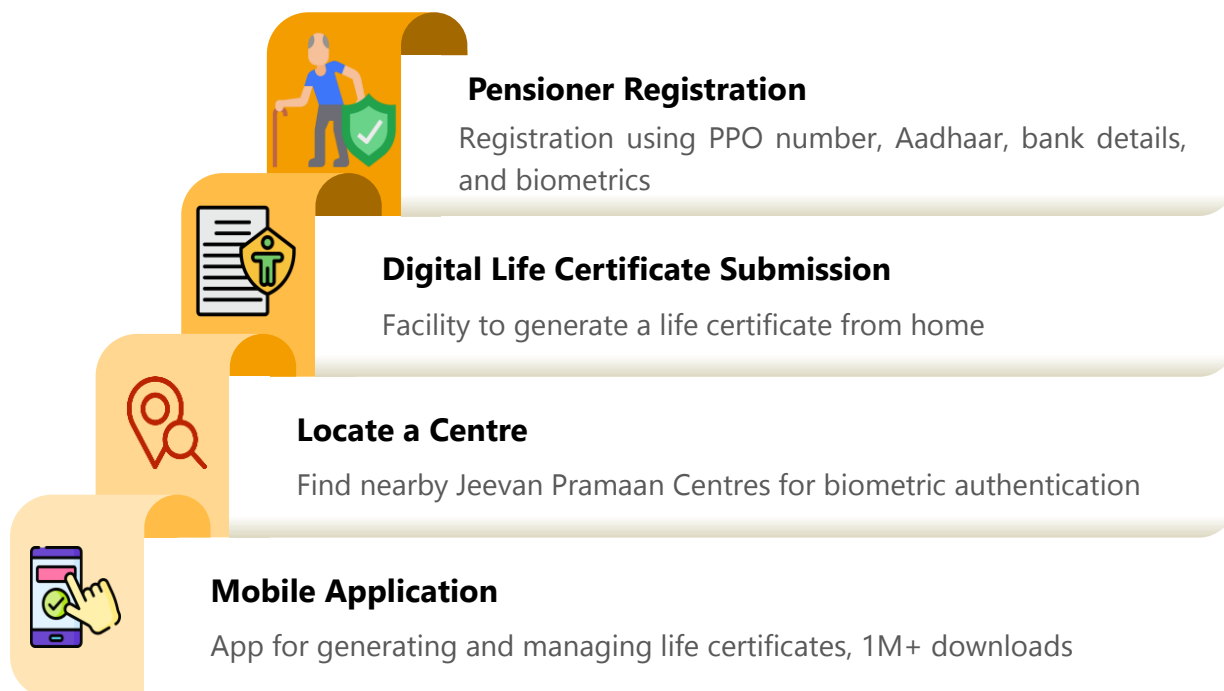 Pensioner Registration
Registration using PPO number, Aadhaar, bank details,
and biometrics
Digital Life Certificate Submission
Facility to generate a life certificate from home
Locate a Centre
Find nearby Jeevan Pramaan Centres for biometric authentication
Mobile Application
App for generating and managing life certificates, 1M+ downloads